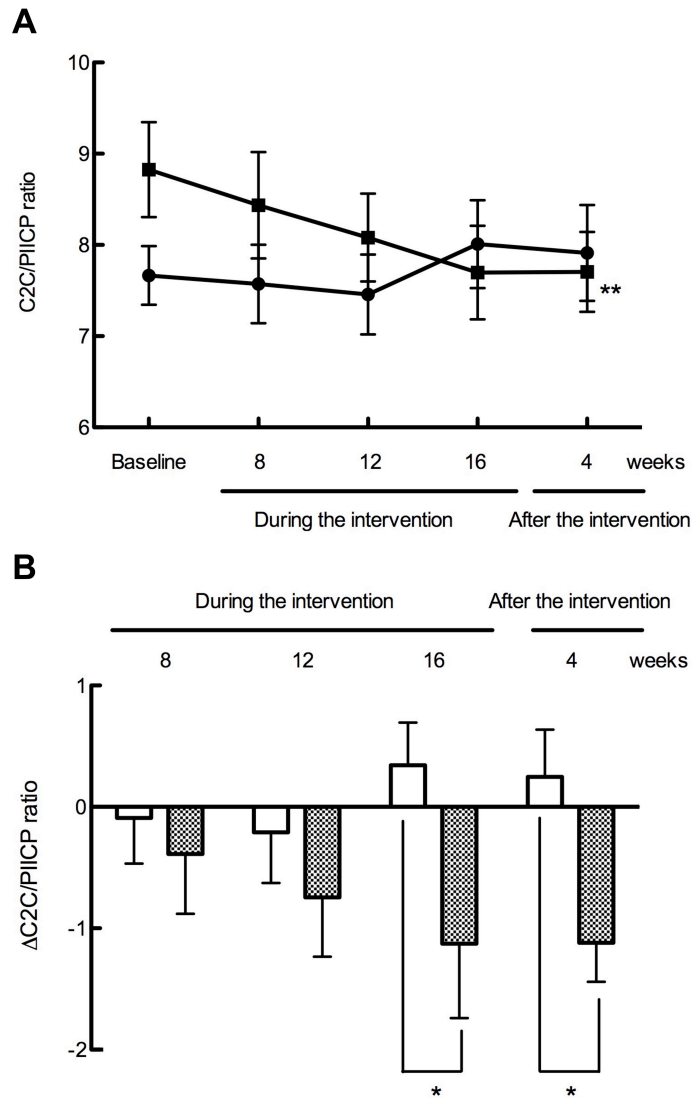 A
10
9
8
7
6
C2C/PIICP ratio
**
Baseline 8 12 16 4 weeks
During the intervention After the intervention
B
During the intervention After the intervention
8 12 16 4 weeks
1
0
-1
-2
ΔC2C/PIICP ratio
* *